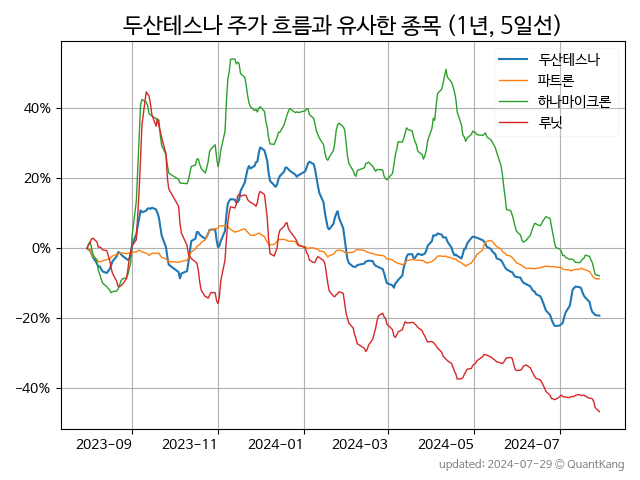 두산테스나 주가 흐름과 유사한 종목 (1년, 5일선)
두산테스나
파트론
하나마이크론
루닛
40%
20%
0%
−20%
−40%
2023-09 2023-11 2024-01 2024-03 2024-05 2024-07
updated: 2024-07-29 © QuantKang